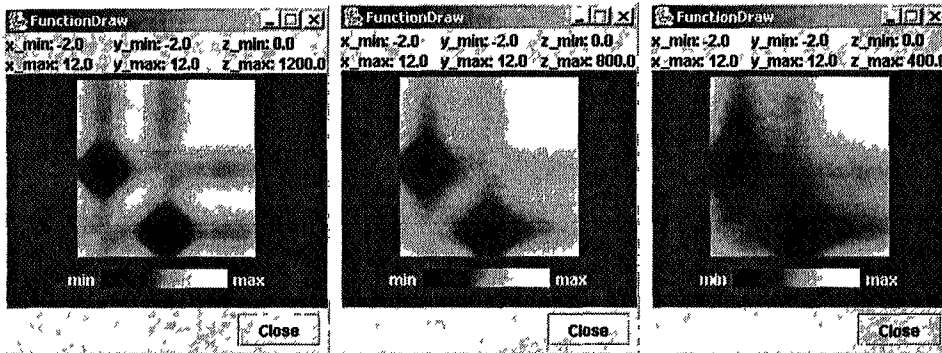 FunctionDraw
x_min: -2.0 y_min: -2.0 z_min: 0.0
x_max: 12.0 y_max: 12.0 z_max: 1200.0
min max
Close
FunctionDraw
x_min: -2.0 y_min: -2.0 z_min: 0.0
x_max: 12.0 y_max: 12.0 z_max: 800.0
min max
Close
FunctionDraw
x_min: -2.0 y_min: -2.0 z_min: 0.0
x_max: 12.0 y_max: 12.0 z_max: 400.0
min max
Close